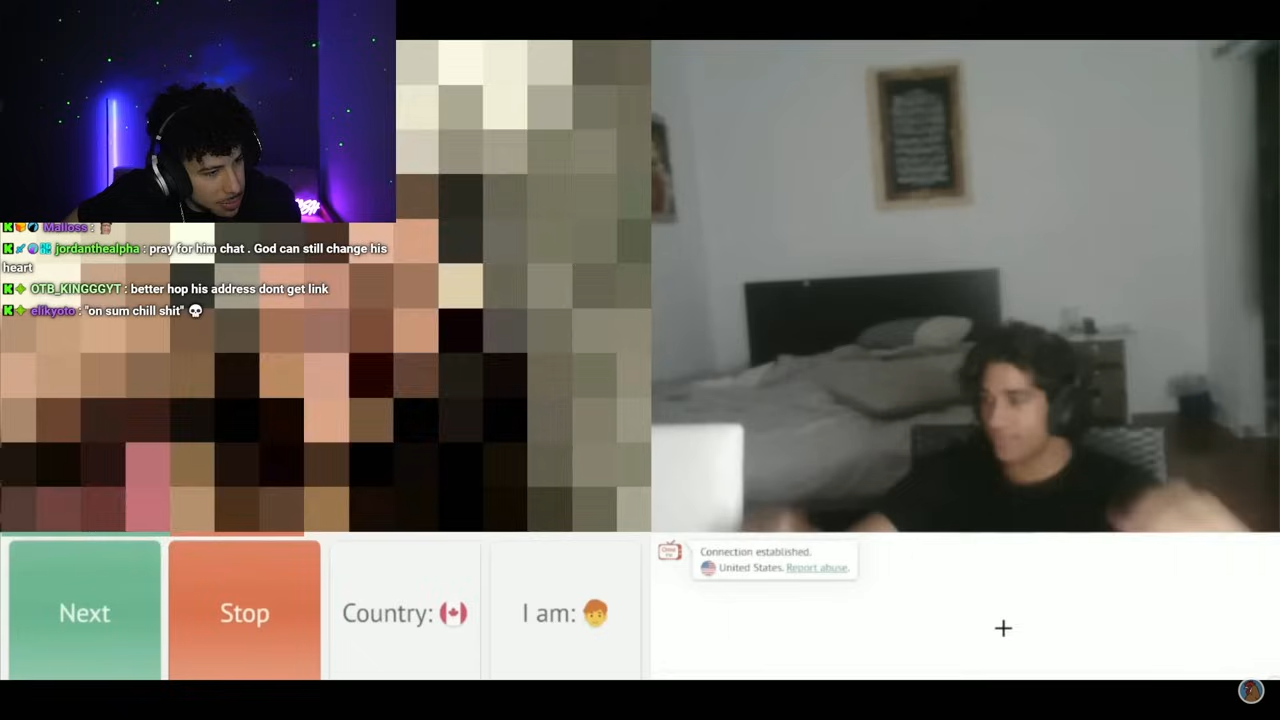 Malloss :
jordanthealpha : pray for him chat . God can still change his
heart
OTB_KINGGGYT : better hop his address dont get link
elikyoto : "on sum chill shit" 💀
Connection established.
United States. Report abuse.
Next
Stop
Country:
I am:
+